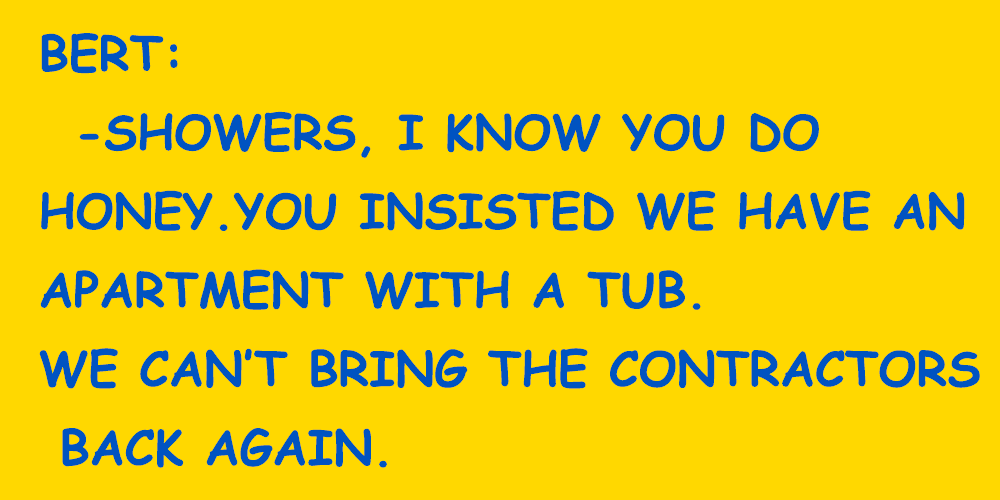 BERT:
-SHOWERS, I KNOW YOU DO
HONEY.YOU INSISTED WE HAVE AN
APARTMENT WITH A TUB.
WE CAN'T BRING THE CONTRACTORS
BACK AGAIN.